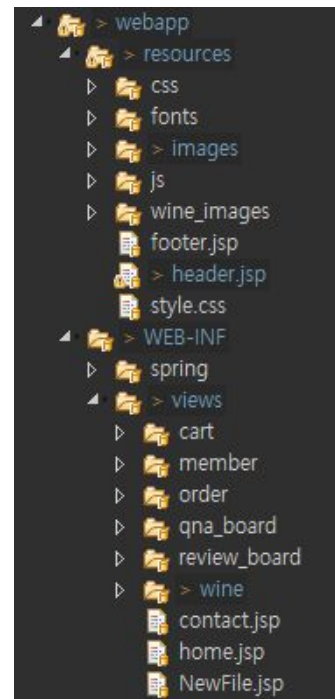 > webapp
> resources
css
fonts
> images
js
wine_images
footer.jsp
> header.jsp
style.css
> WEB-INF
spring
> views
cart
member
order
qna_board
review_board
> wine
contact.jsp
home.jsp
NewFile.jsp